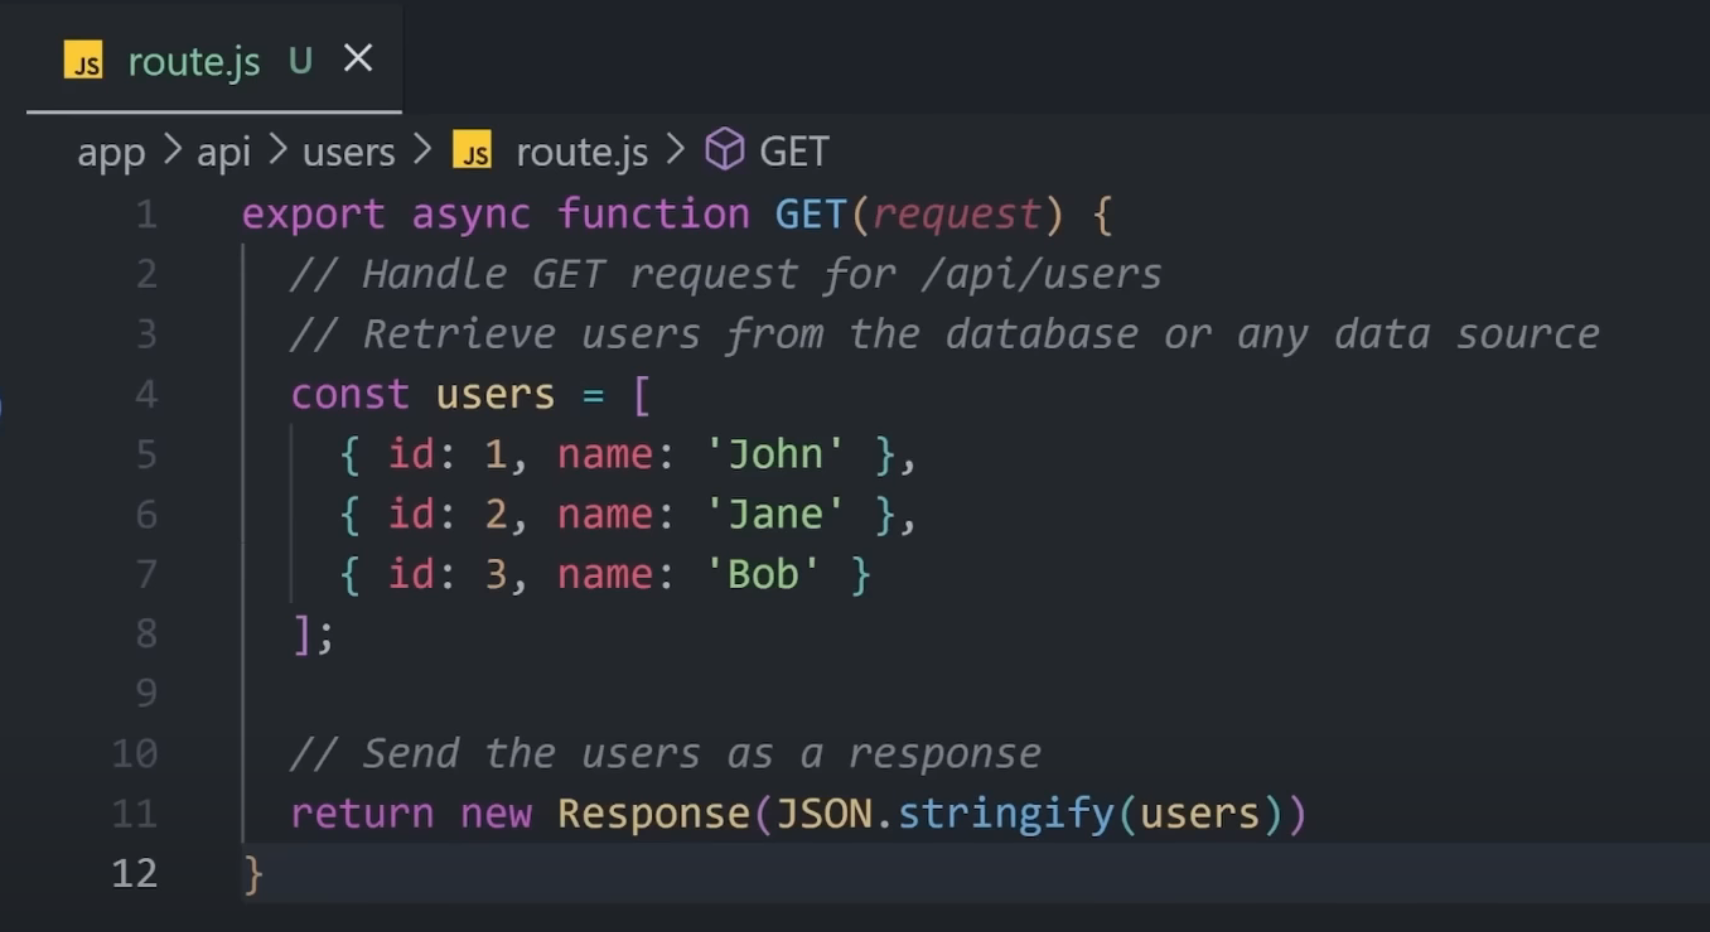 JS route.js U
app > api > users > JS route.js > GET
1 export async function GET(request) {
2 // Handle GET request for /api/users
3 // Retrieve users from the database or any data source
4 const users = [
5 { id: 1, name: 'John' },
6 { id: 2, name: 'Jane' },
7 { id: 3, name: 'Bob' }
8 ];
9
10 // Send the users as a response
11 return new Response(JSON.stringify(users))
12 }